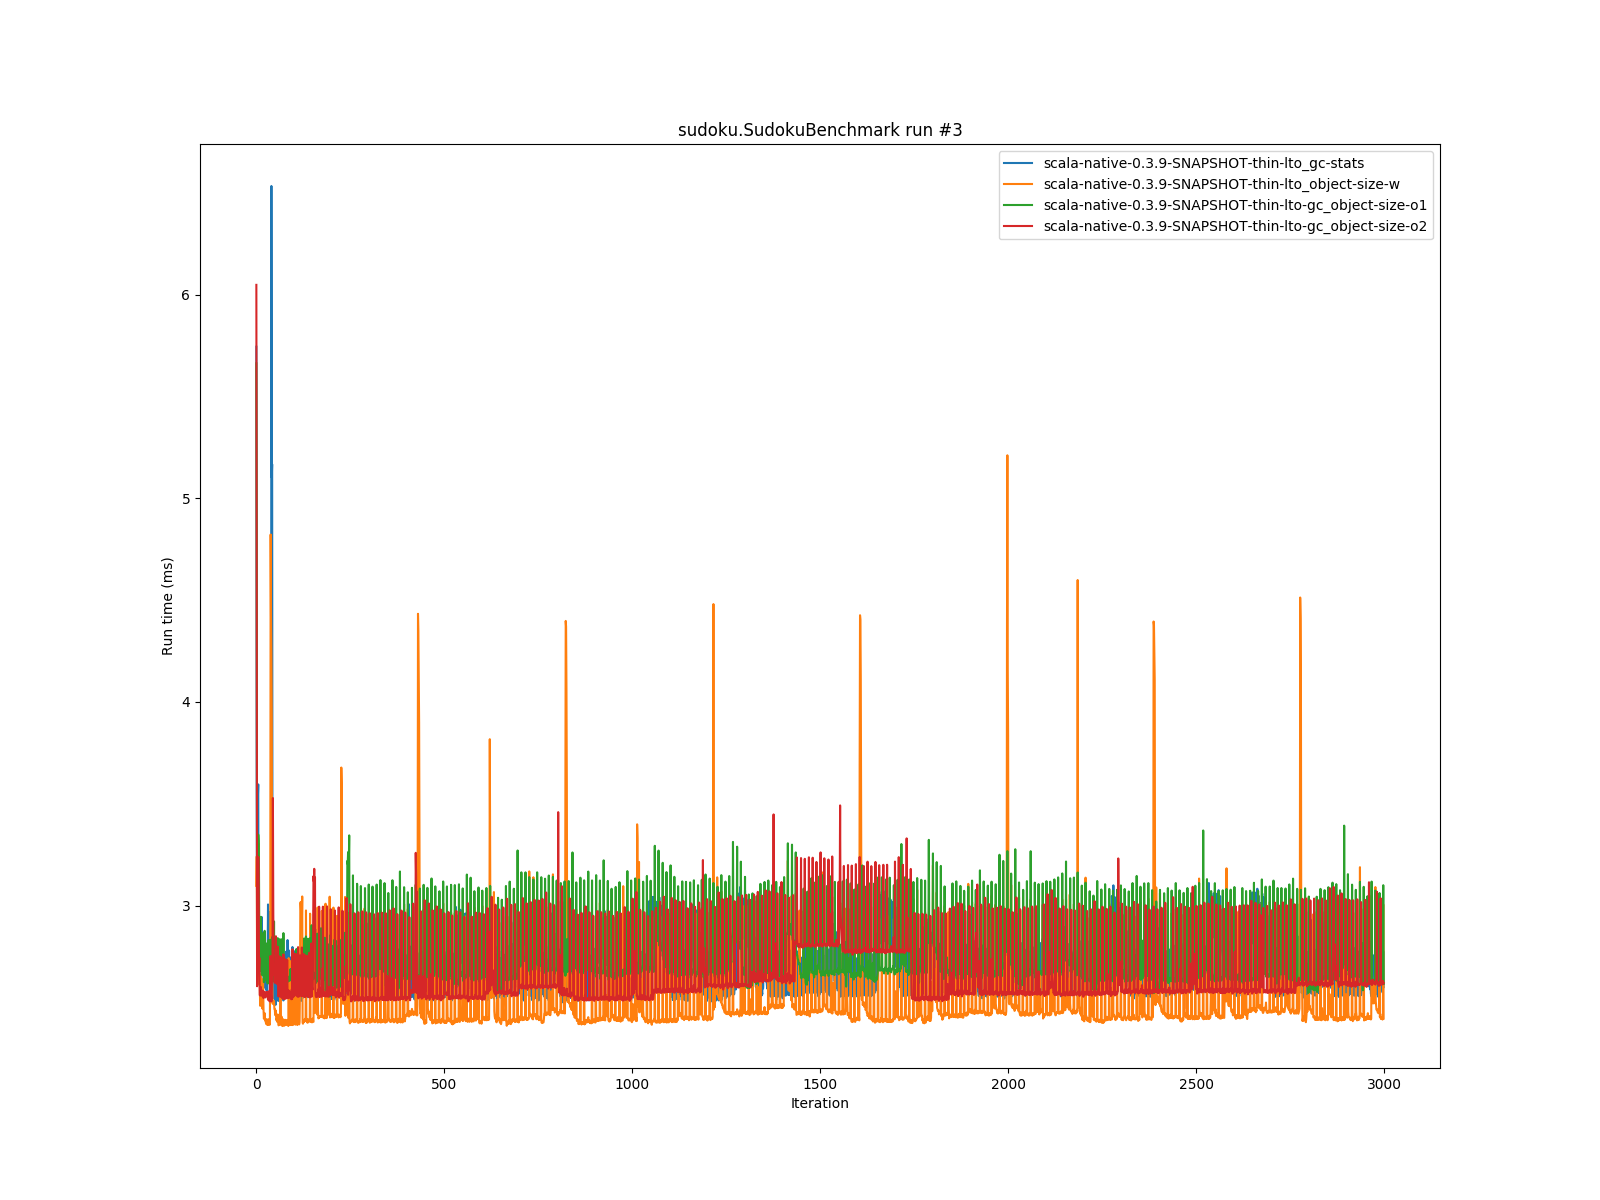 sudoku.SudokuBenchmark run #3
scala-native-0.3.9-SNAPSHOT-thin-lto_gc-stats
scala-native-0.3.9-SNAPSHOT-thin-lto_object-size-w
scala-native-0.3.9-SNAPSHOT-thin-lto-gc_object-size-o1
scala-native-0.3.9-SNAPSHOT-thin-lto-gc_object-size-o2
6
5
4
3
Run time (ms)
0
500
1000
1500
2000
2500
3000
Iteration